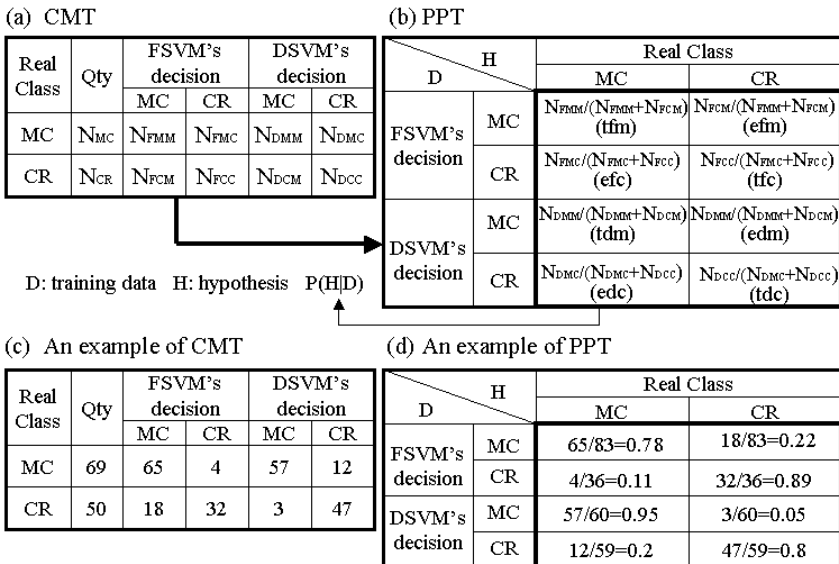 (a) CMT
Real Class | Qty | FSVM's decision | DSVM's decision
MC | CR | MC | CR
MC | NMC | NFMM | NFMC | NDMM | NDMC
CR | NCR | NFCM | NFCC | NDCM | NDCC
(b) PPT
D | H | Real Class
MC | CR
FSVM's decision | MC | NFMM/(NFMM+NFCM) (tfm) | NFCM/(NFMM+NFCM) (efm)
CR | NFMC/(NFMC+NFCC) (efc) | NFCC/(NFMC+NFCC) (tfc)
DSVM's decision | MC | NDMM/(NDMM+NDCM) (tdm) | NDMM/(NDMM+NDCM) (edm)
CR | NDMC/(NDMC+NDCC) (edc) | NDCC/(NDMC+NDCC) (tdc)
D: training data H: hypothesis P(H|D)
(c) An example of CMT
Real Class | Qty | FSVM's decision | DSVM's decision
MC | CR | MC | CR
MC | 69 | 65 | 4 | 57 | 12
CR | 50 | 18 | 32 | 3 | 47
(d) An example of PPT
D | H | Real Class
MC | CR
FSVM's decision | MC | 65/83=0.78 | 18/83=0.22
CR | 4/36=0.11 | 32/36=0.89
DSVM's decision | MC | 57/60=0.95 | 3/60=0.05
CR | 12/59=0.2 | 47/59=0.8